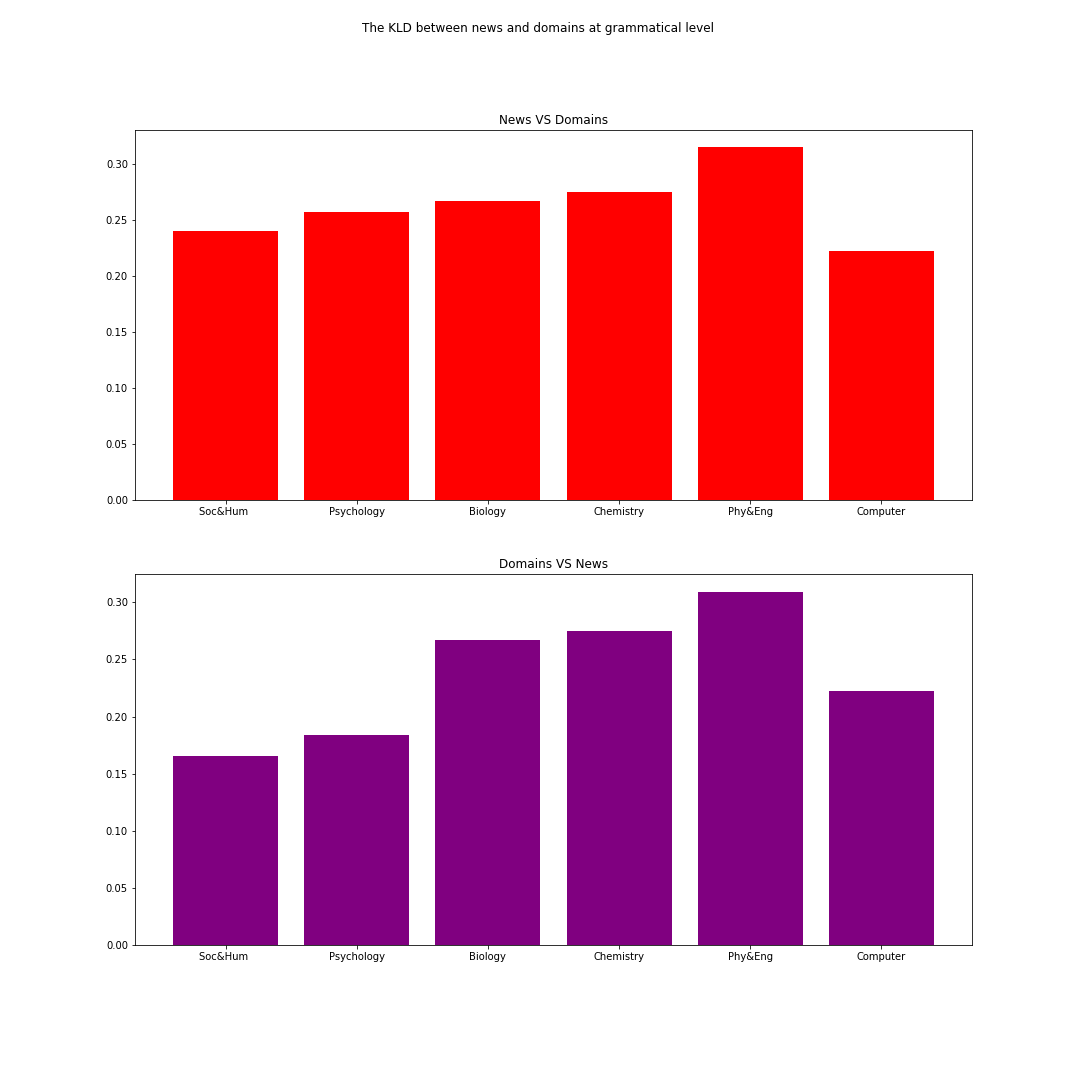 The KLD between news and domains at grammatical level
News VS Domains
0.30
0.25
0.20
0.15
0.10
0.05
0.00
Soc&Hum Psychology Biology Chemistry Phy&Eng Computer
Domains VS News
0.30
0.25
0.20
0.15
0.10
0.05
0.00
Soc&Hum Psychology Biology Chemistry Phy&Eng Computer